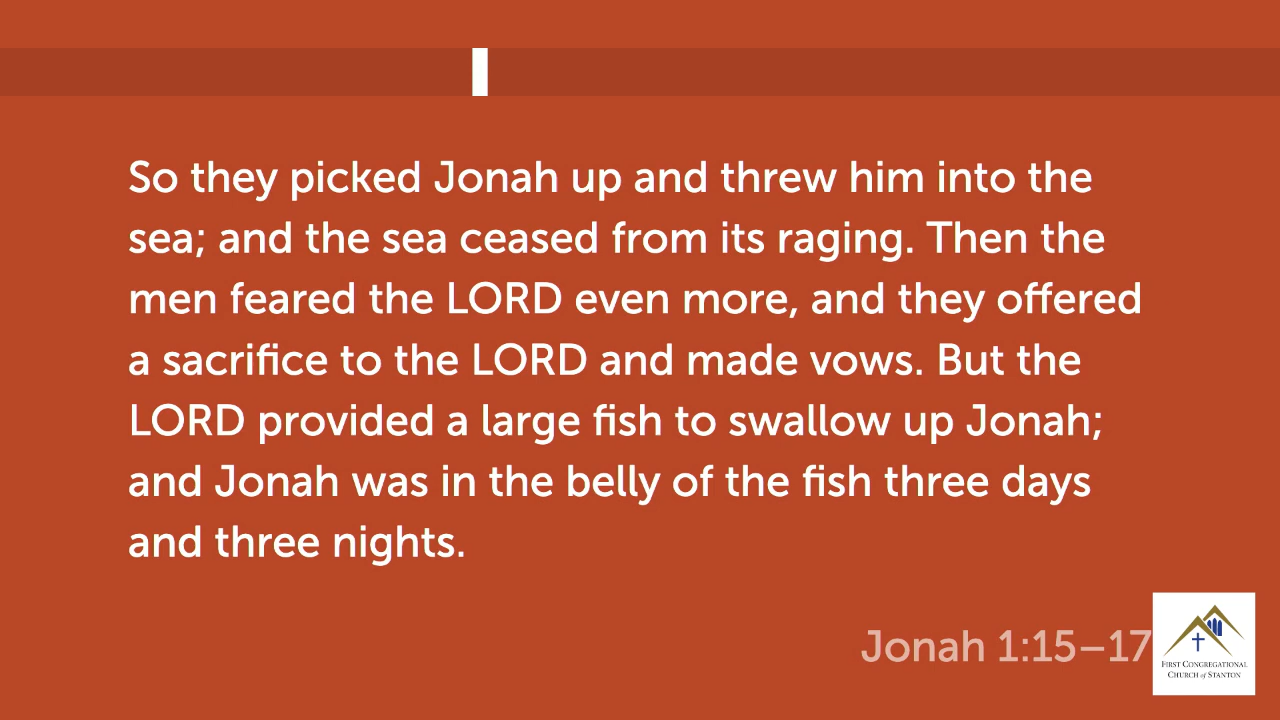 So they picked Jonah up and threw him into the
sea; and the sea ceased from its raging. Then the
men feared the LORD even more, and they offered
a sacrifice to the LORD and made vows. But the
LORD provided a large fish to swallow up Jonah;
and Jonah was in the belly of the fish three days
and three nights.
Jonah 1:15–17
First Congregational
Church of Stanton